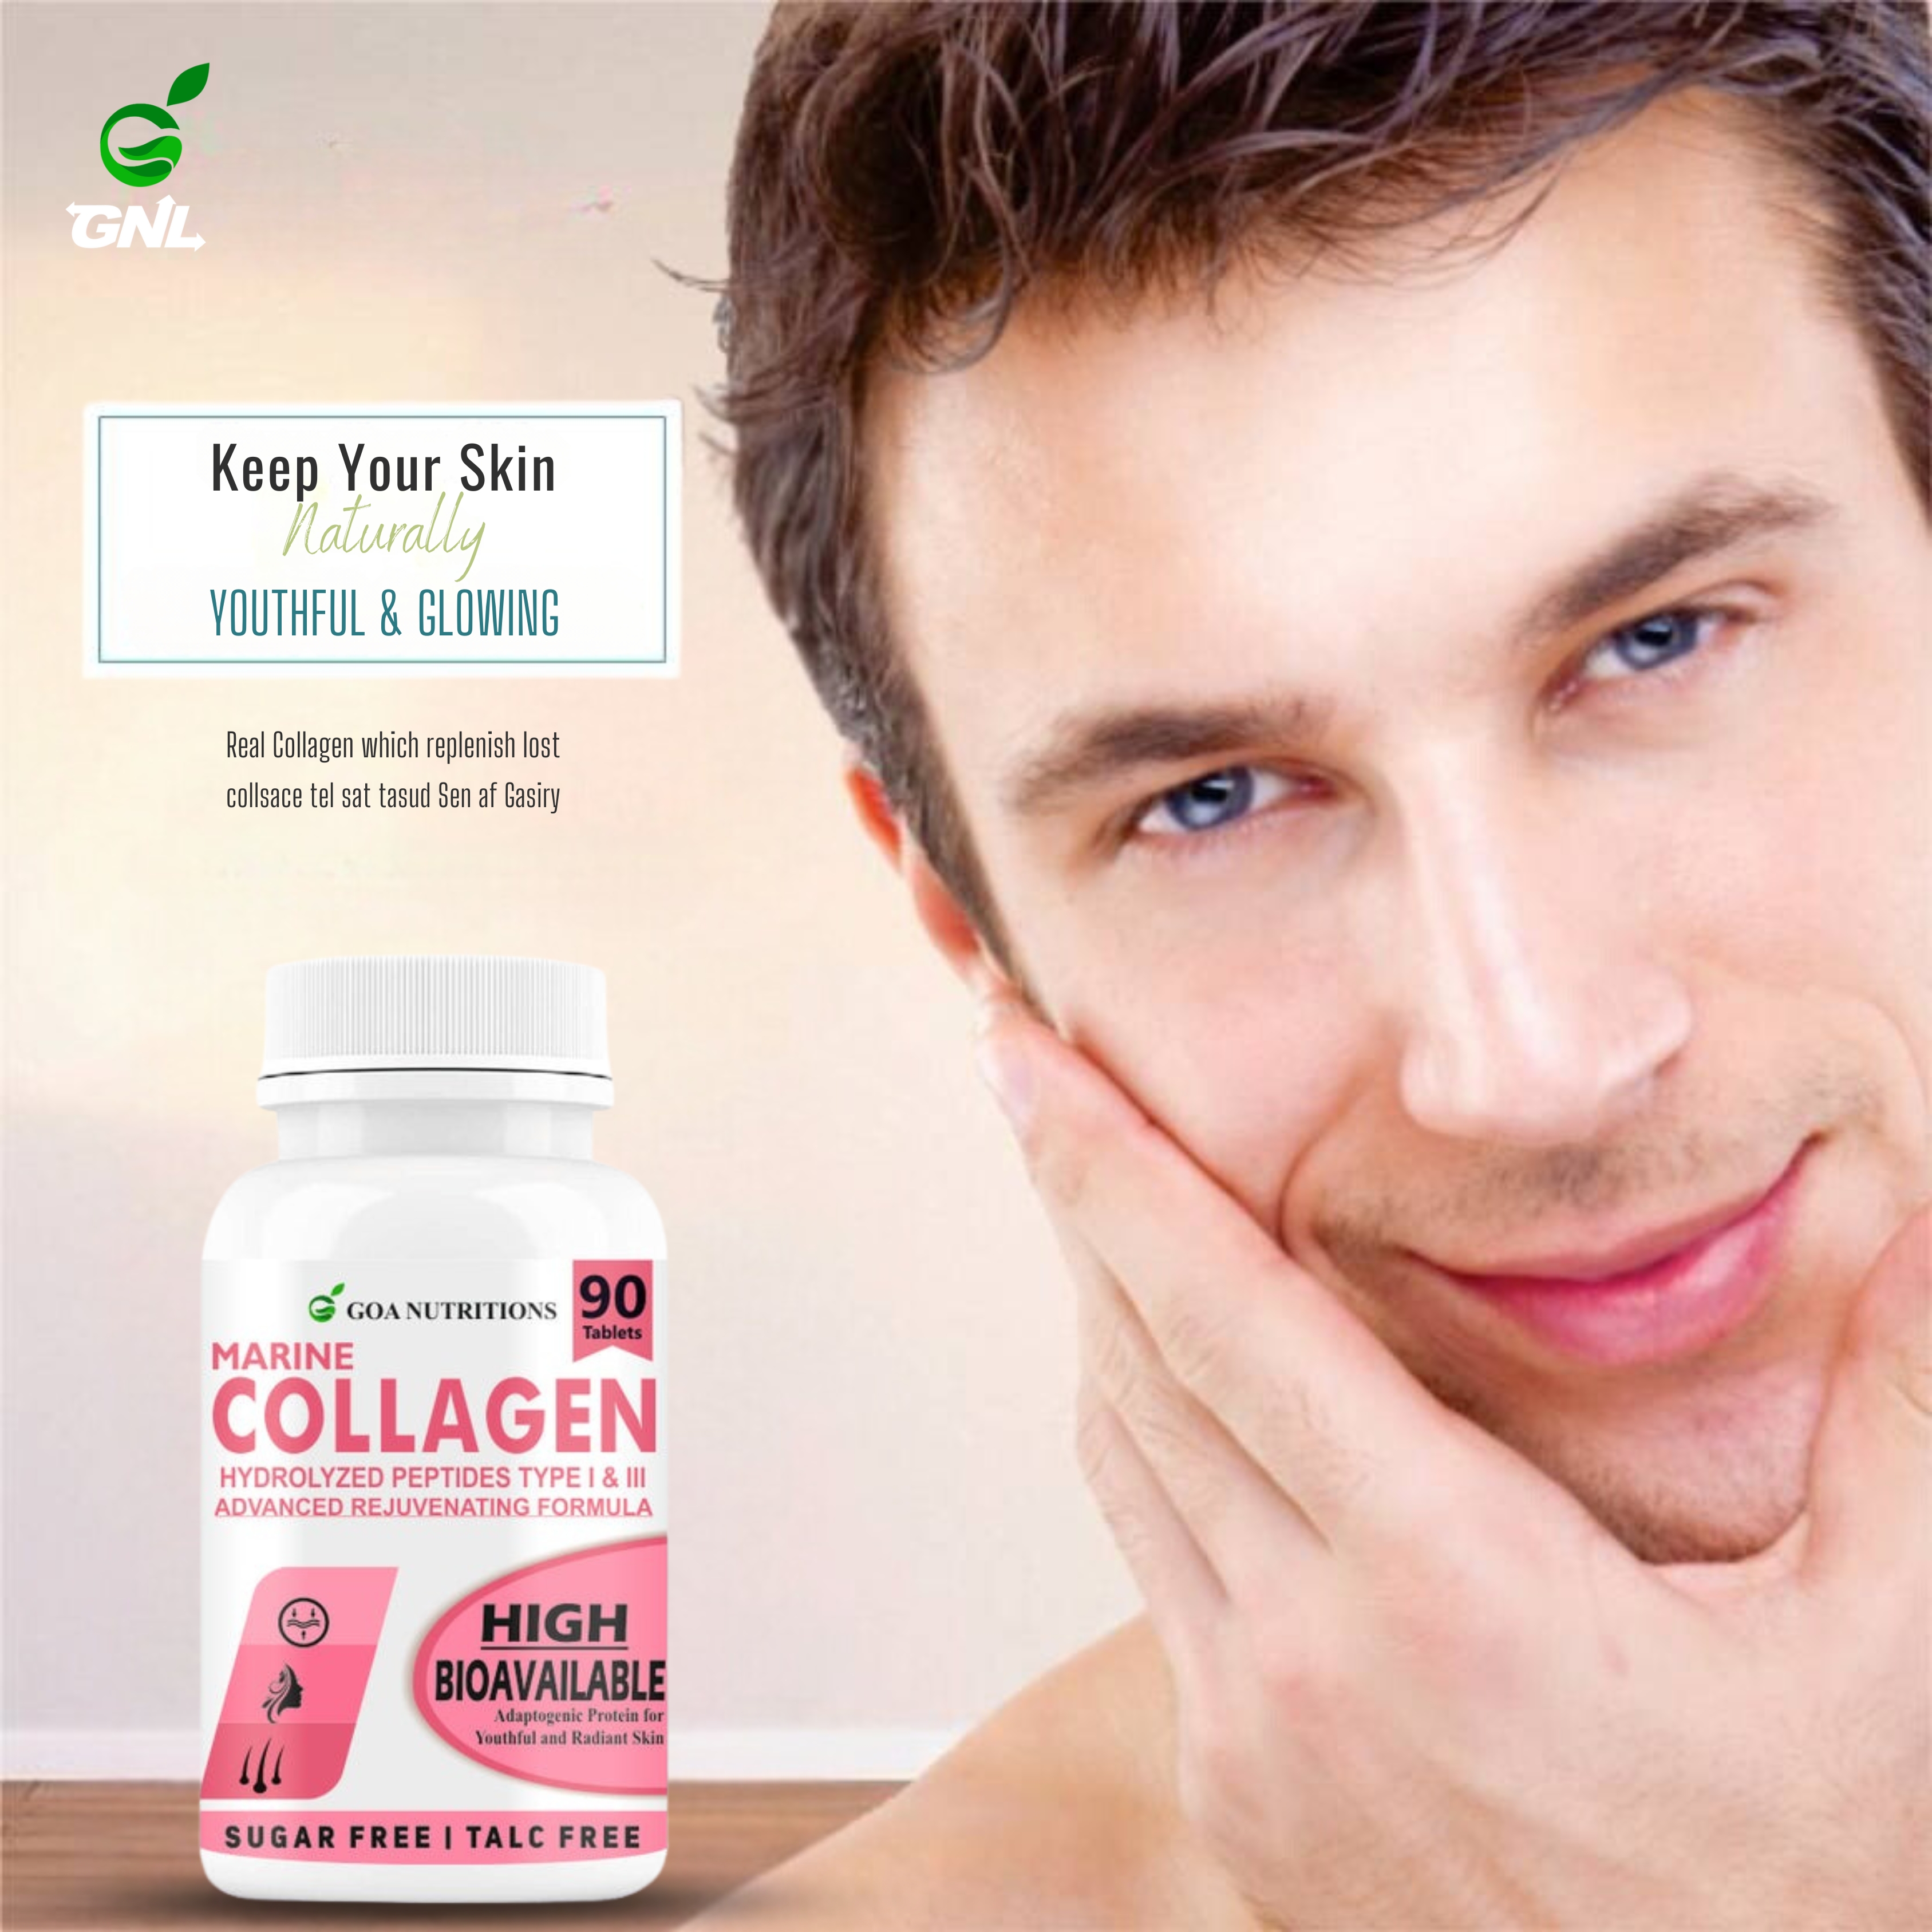 GNL
Keep Your Skin
Naturally
YOUTHFUL & GLOWING
Real Collagen which replenish lost
collsace tel sat tasud Sen af Gasiry
GOA NUTRITIONS
90
Tablets
MARINE
COLLAGEN
HYDROLYZED PEPTIDES TYPE I & III
ADVANCED REJUVENATING FORMULA
HIGH
BIOAVAILABLE
Adaptogenic Protein for
Youthful and Radiant Skin
SUGAR FREE | TALC FREE